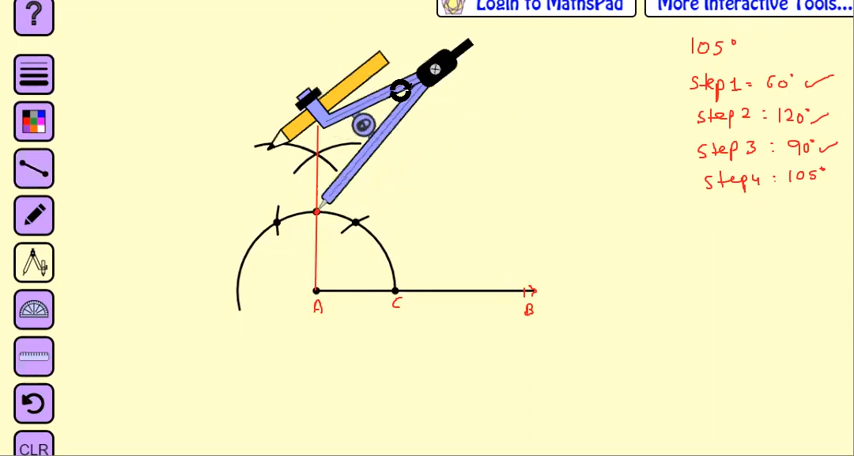 ?
Login to MathsPad
More Interactive Tools...
105°
Step 1 = 60° ✓
Step 2 : 120° ✓
Step 3 : 90° ✓
Step 4 : 105°
A
C
B
CLR